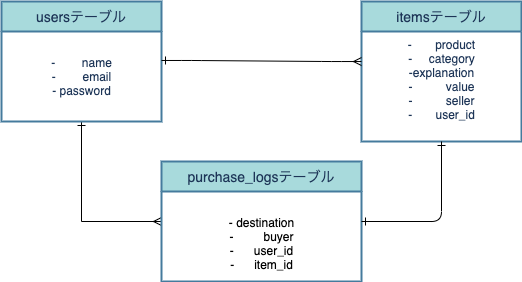 usersテーブル
- name
- email
- password
itemsテーブル
- product
- category
-explanation
- value
- seller
- user_id
purchase_logsテーブル
- destination
- buyer
- user_id
- item_id